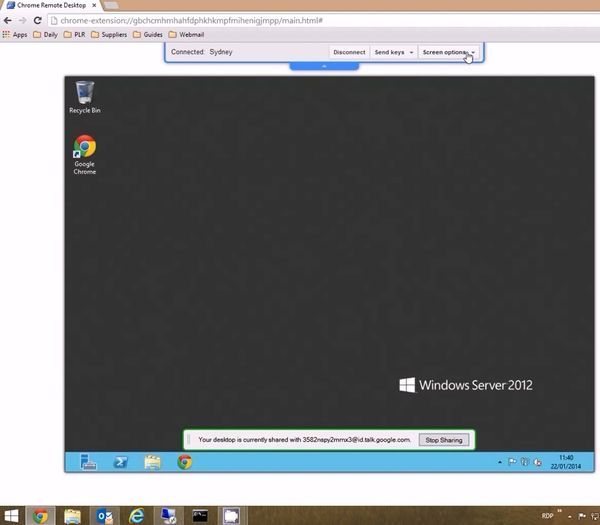 Chrome Remote Desktop
chrome-extension://gbchcmhmhahfdphkhkmpfmihenigjmpp/main.html#
Apps Daily PLR Suppliers Guides Webmail
Connected: Sydney Disconnect Send keys Screen options
Recycle Bin
Google
Chrome
Windows Server 2012
Your desktop is currently shared with 3582nspy2mmx3@id.talk.google.com. Stop Sharing
11:40
22/01/2014
RDP